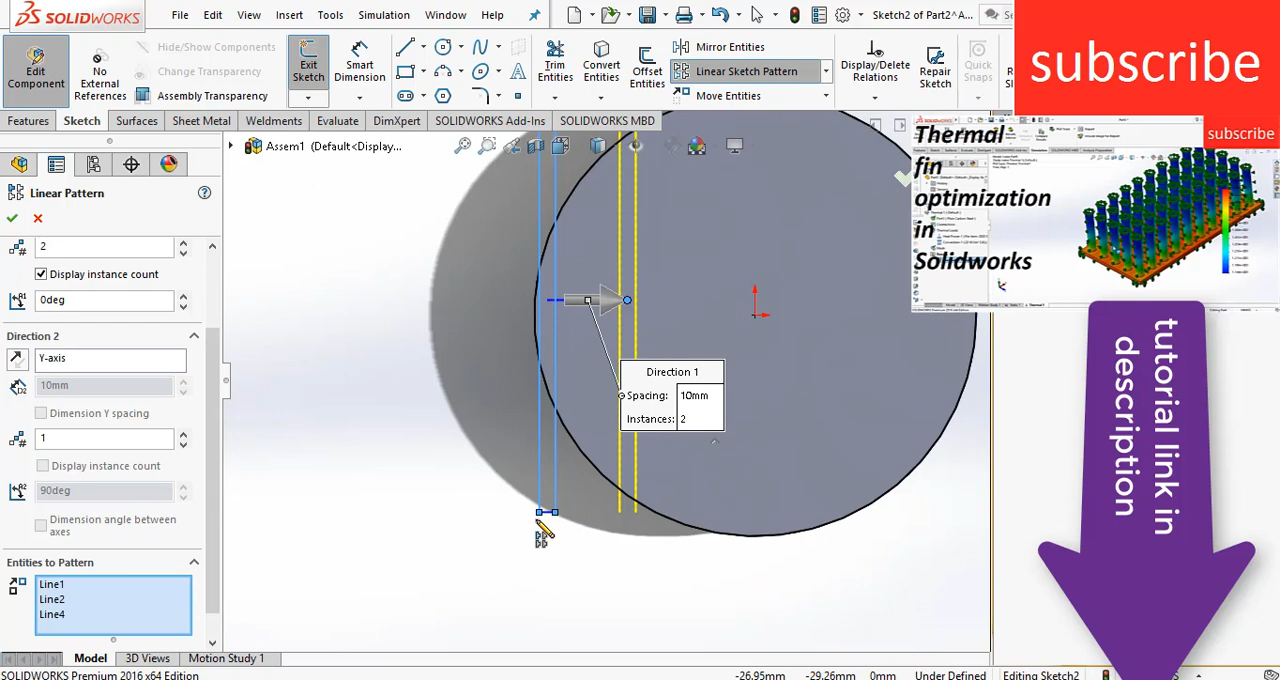 SOLIDWORKS
File Edit View Insert Tools Simulation Window Help
Sketch2 of Part2^A...
Edit Component
No External References
Hide/Show Components
Change Transparency
Assembly Transparency
Exit Sketch
Smart Dimension
Trim Entities
Convert Entities
Offset Entities
Mirror Entities
Linear Sketch Pattern
Move Entities
Display/Delete Relations
Repair Sketch
Quick Snaps
Features Sketch Surfaces Sheet Metal Weldments Evaluate DimXpert SOLIDWORKS Add-Ins SOLIDWORKS MBD
Assem1 (Default<Display...
Linear Pattern
2
Display instance count
0deg
Direction 2
Y-axis
10mm
Dimension Y spacing
1
Display instance count
90deg
Dimension angle between
axes
Entities to Pattern
Line1
Line2
Line4
Direction 1
Spacing: 10mm
Instances: 2
subscribe
subscribe
Thermal
fin
optimization
in
Solidworks
tutorial link in
description
Model 3D Views Motion Study 1
SOLIDWORKS Premium 2016 x64 Edition
-26.95mm -29.26mm 0mm Under Defined Editing Sketch2